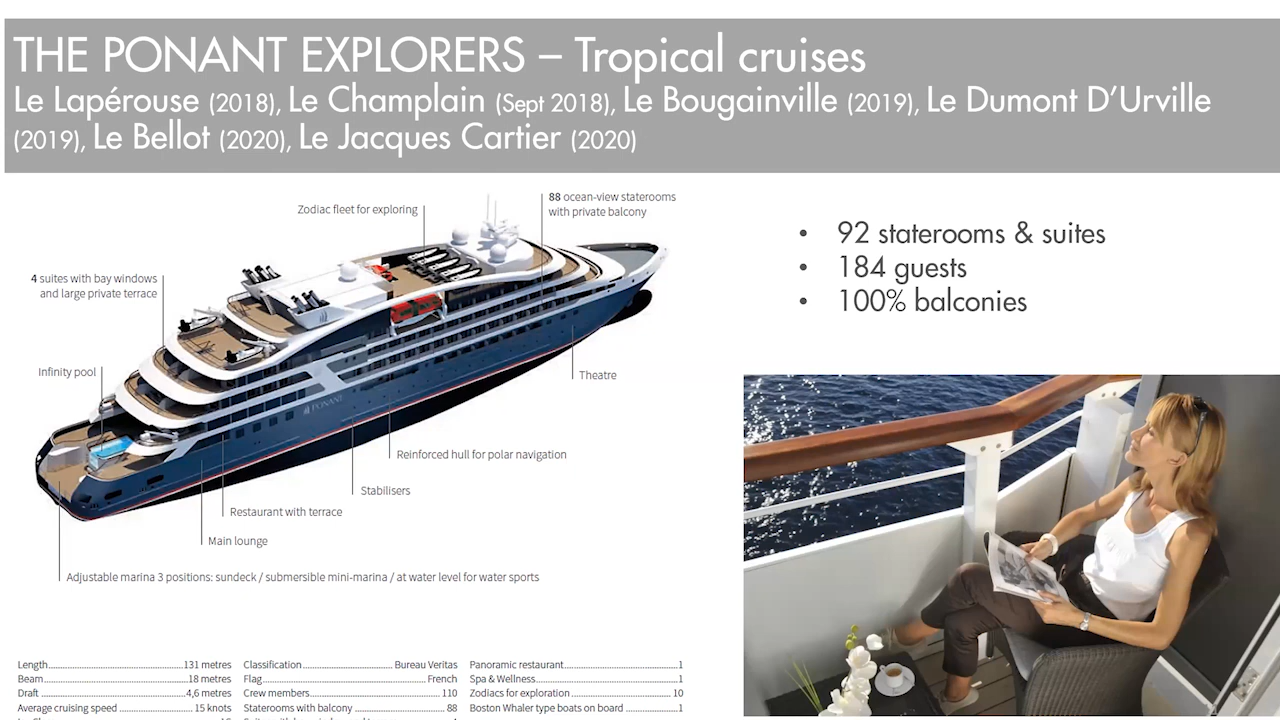 THE PONANT EXPLORERS – Tropical cruises
Le Lapérouse (2018), Le Champlain (Sept 2018), Le Bougainville (2019), Le Dumont D’Urville
(2019), Le Bellot (2020), Le Jacques Cartier (2020)
88 ocean-view staterooms
with private balcony
Zodiac fleet for exploring
4 suites with bay windows
and large private terrace
Infinity pool
Theatre
Reinforced hull for polar navigation
Stabilisers
Restaurant with terrace
Main lounge
Adjustable marina 3 positions: sundeck / submersible mini-marina / at water level for water sports
PONANT
• 92 staterooms & suites
• 184 guests
• 100% balconies
Length 131 metres
Beam 18 metres
Draft 4,6 metres
Average cruising speed 15 knots
Classification Bureau Veritas
Flag French
Crew members 110
Staterooms with balcony 88
Panoramic restaurant 1
Spa & Wellness 1
Zodiacs for exploration 10
Boston Whaler type boats on board 1